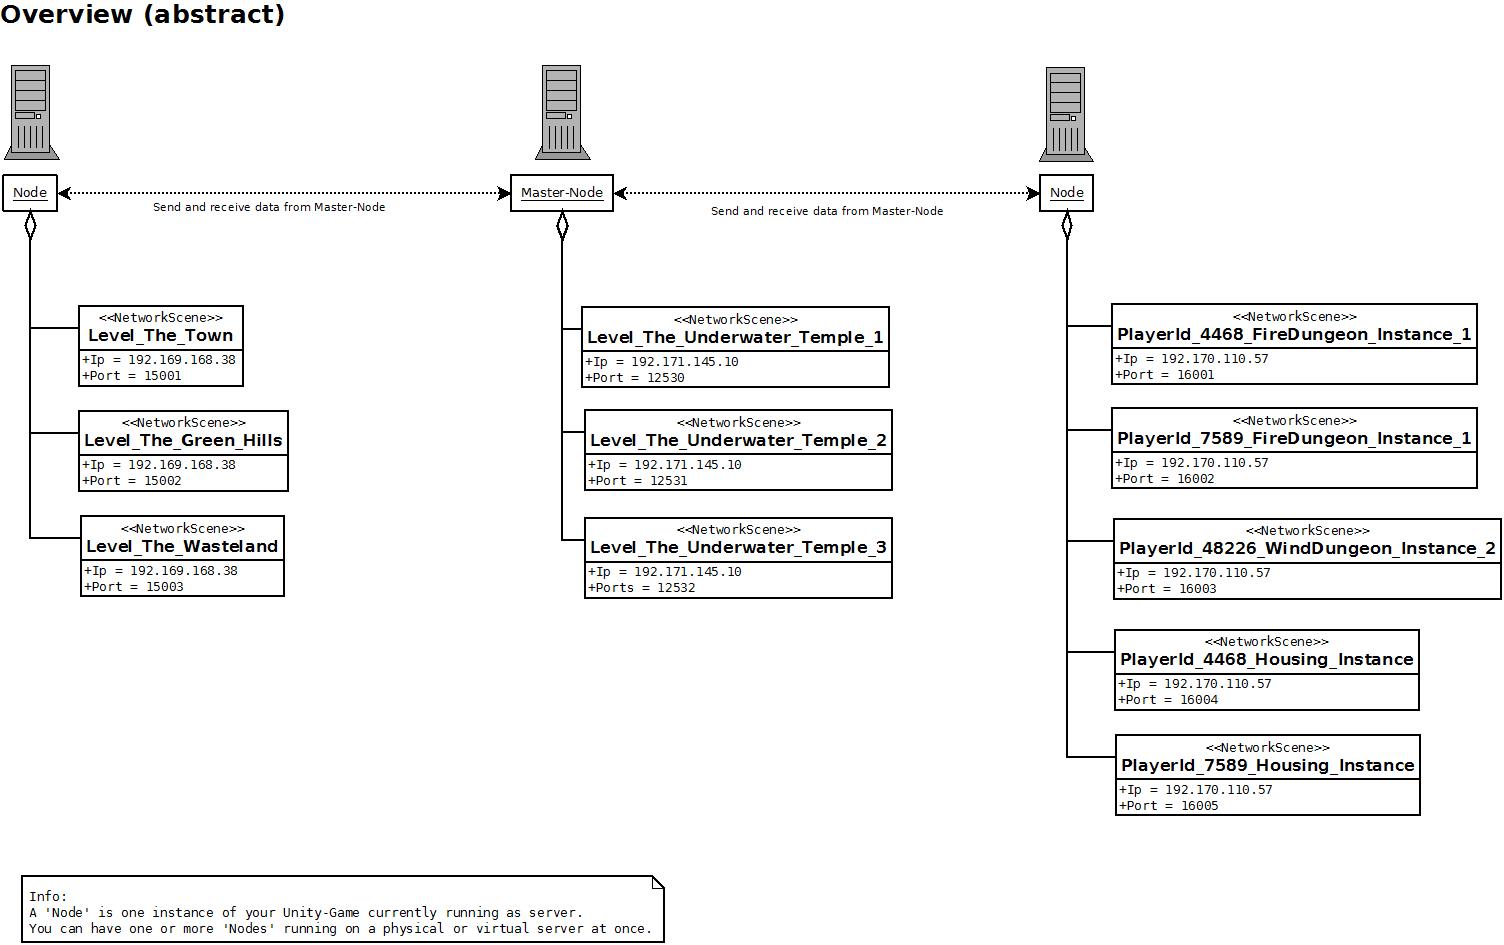 Overview (abstract)
Node
Master-Node
Node
Send and receive data from Master-Node
Send and receive data from Master-Node
<<NetworkScene>>
Level_The_Town
+Ip = 192.169.168.38
+Port = 15001
<<NetworkScene>>
Level_The_Green_Hills
+Ip = 192.169.168.38
+Port = 15002
<<NetworkScene>>
Level_The_Wasteland
+Ip = 192.169.168.38
+Port = 15003
<<NetworkScene>>
Level_The_Underwater_Temple_1
+Ip = 192.171.145.10
+Port = 12530
<<NetworkScene>>
Level_The_Underwater_Temple_2
+Ip = 192.171.145.10
+Port = 12531
<<NetworkScene>>
Level_The_Underwater_Temple_3
+Ip = 192.171.145.10
+Ports = 12532
<<NetworkScene>>
PlayerId_4468_FireDungeon_Instance_1
+Ip = 192.170.110.57
+Port = 16001
<<NetworkScene>>
PlayerId_7589_FireDungeon_Instance_1
+Ip = 192.170.110.57
+Port = 16002
<<NetworkScene>>
PlayerId_48226_WindDungeon_Instance_2
+Ip = 192.170.110.57
+Port = 16003
<<NetworkScene>>
PlayerId_4468_Housing_Instance
+Ip = 192.170.110.57
+Port = 16004
<<NetworkScene>>
PlayerId_7589_Housing_Instance
+Ip = 192.170.110.57
+Port = 16005
Info:
A 'Node' is one instance of your Unity-Game currently running as server.
You can have one or more 'Nodes' running on a physical or virtual server at once.